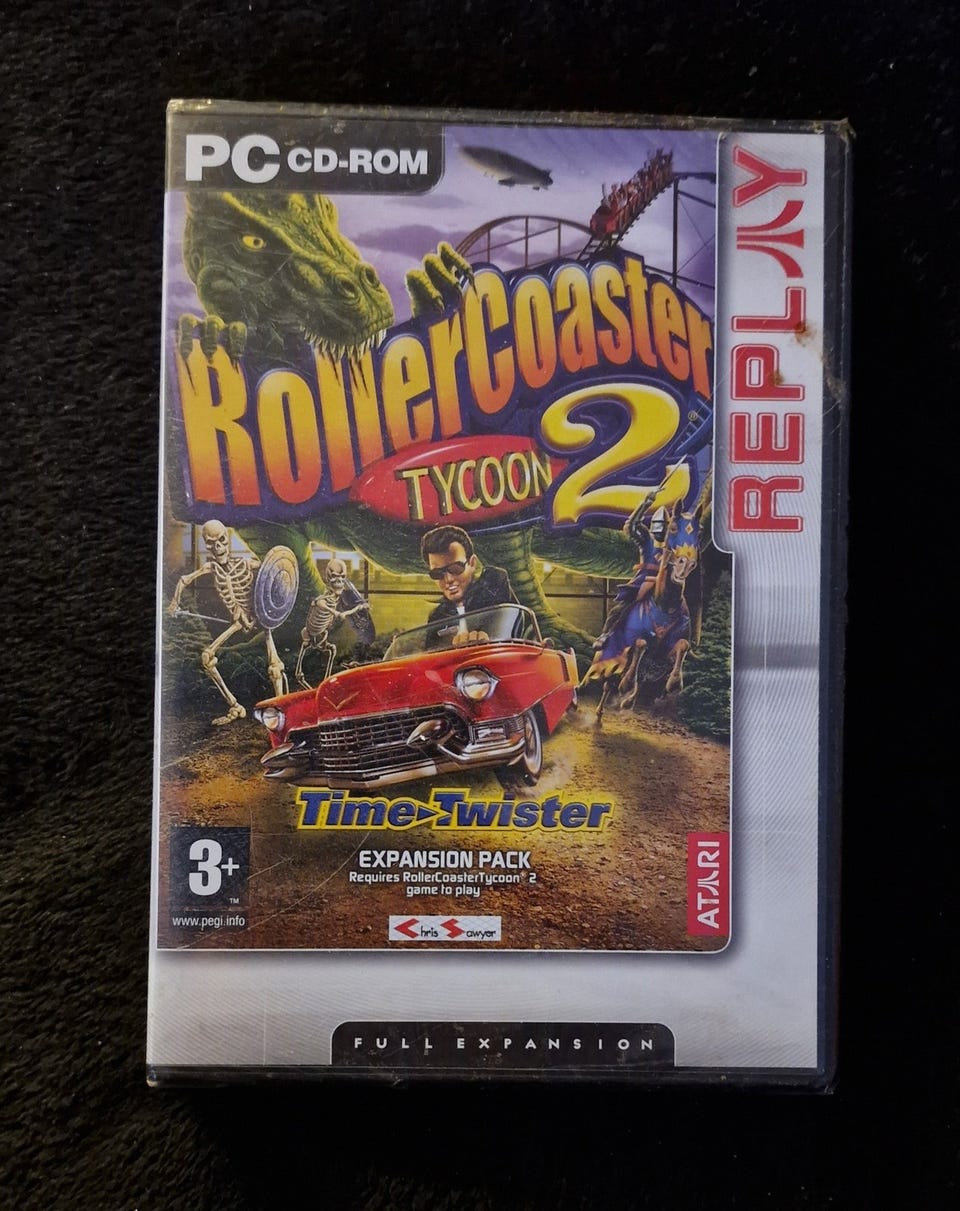 PC CD-ROM
REPLAY
RollerCoaster
TYCOON 2 ®
Time Twister
EXPANSION PACK
Requires RollerCoasterTycoon® 2
game to play
3+
TM
www.pegi.info
Chris Sawyer
ATARI
FULL EXPANSION